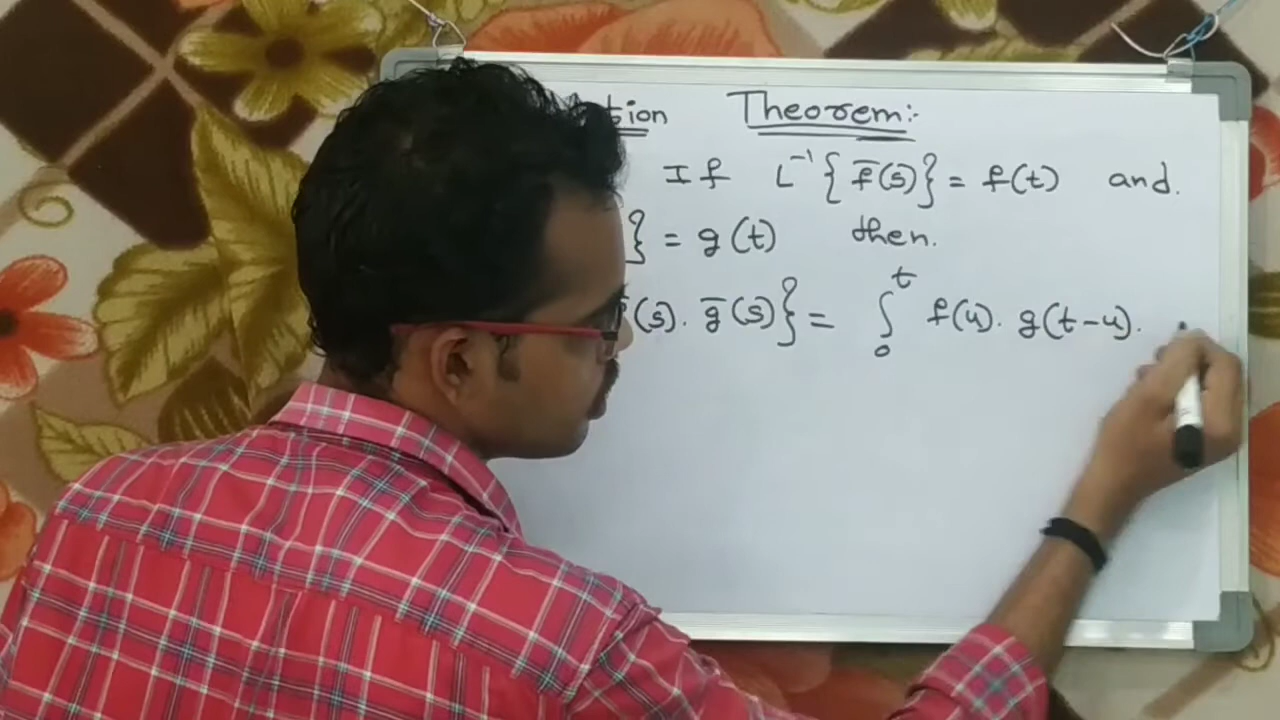 tion Theorem:-
If L⁻¹{f̄(s)} = f(t) and.
} = g(t) then.
(s). ḡ(s)} = ∫₀ᵗ f(u). g(t-u).